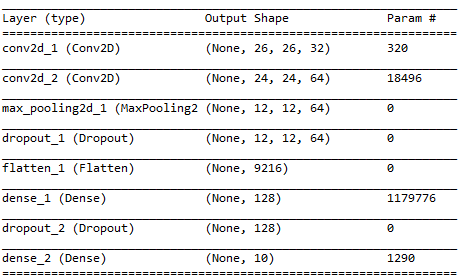 Layer (type) Output Shape Param #
conv2d_1 (Conv2D) (None, 26, 26, 32) 320
conv2d_2 (Conv2D) (None, 24, 24, 64) 18496
max_pooling2d_1 (MaxPooling2 (None, 12, 12, 64) 0
dropout_1 (Dropout) (None, 12, 12, 64) 0
flatten_1 (Flatten) (None, 9216) 0
dense_1 (Dense) (None, 128) 1179776
dropout_2 (Dropout) (None, 128) 0
dense_2 (Dense) (None, 10) 1290